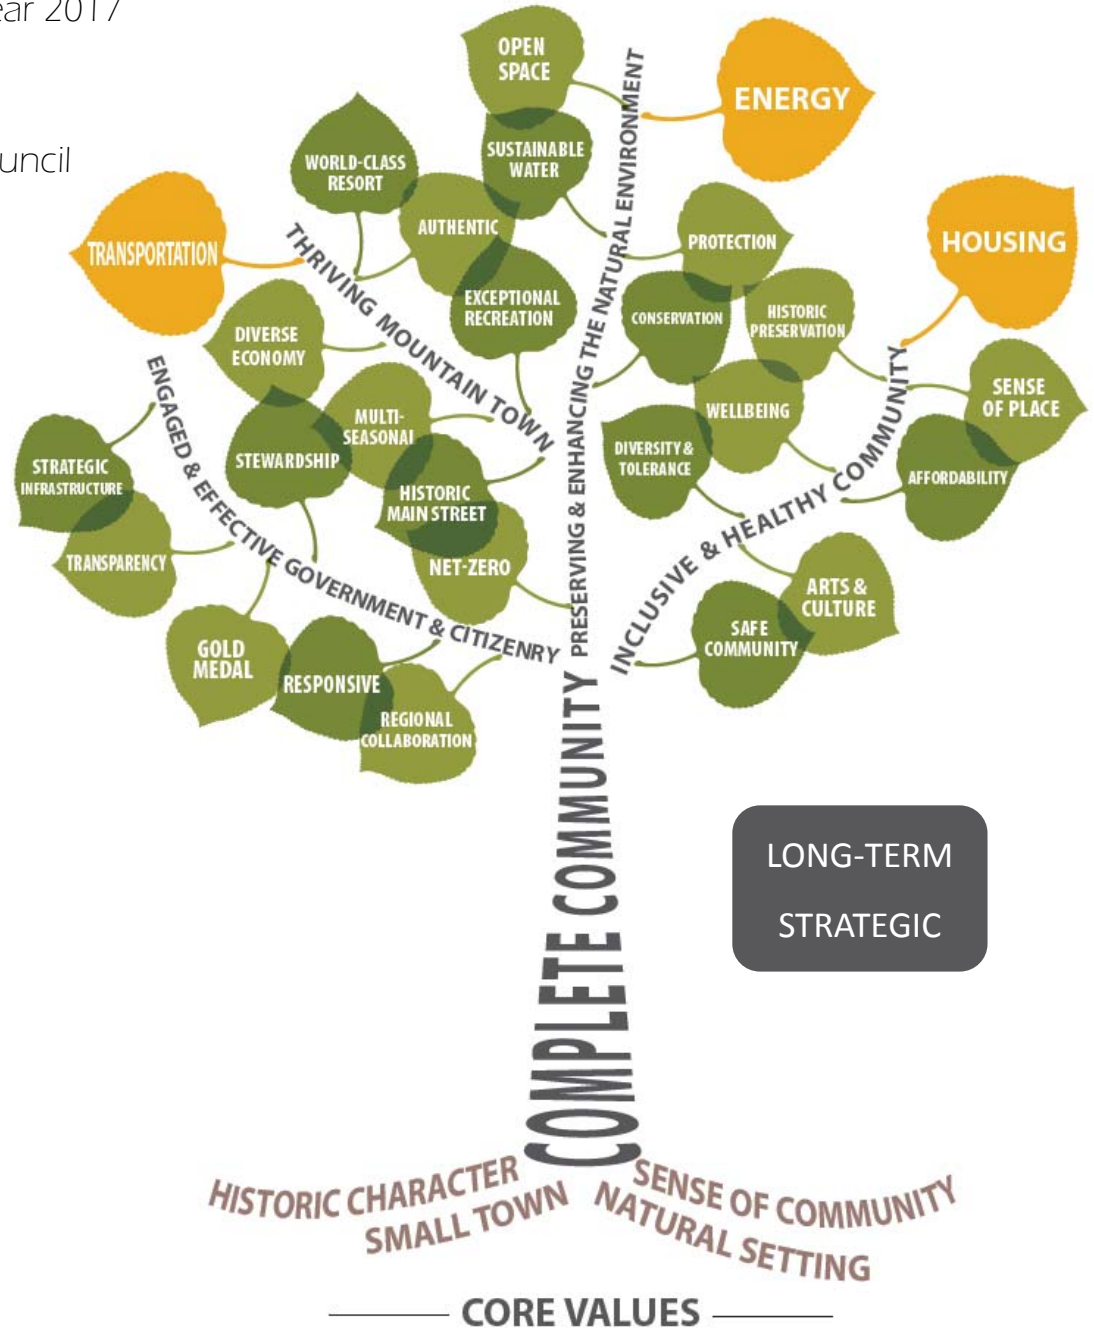 ear 2017
uncil
OPEN
SPACE
ENERGY
WORLD-CLASS
RESORT
SUSTAINABLE
WATER
AUTHENTIC
PROTECTION
TRANSPORTATION
HOUSING
EXCEPTIONAL
RECREATION
CONSERVATION
HISTORIC
PRESERVATION
DIVERSE
ECONOMY
THRIVING MOUNTAIN TOWN
PRESERVING & ENHANCING THE NATURAL ENVIRONMENT
SENSE
OF PLACE
MULTI-
SEASONAL
WELLBEING
STRATEGIC
INFRASTRUCTURE
STEWARDSHIP
DIVERSITY &
TOLERANCE
AFFORDABILITY
HISTORIC
MAIN STREET
ENGAGED & EFFECTIVE GOVERNMENT & CITIZENRY
INCLUSIVE & HEALTHY COMMUNITY
TRANSPARENCY
NET-ZERO
ARTS &
CULTURE
SAFE
COMMUNITY
GOLD
MEDAL
RESPONSIVE
REGIONAL
COLLABORATION
COMPLETE COMMUNITY
LONG-TERM
STRATEGIC
HISTORIC CHARACTER
SMALL TOWN
SENSE OF COMMUNITY
NATURAL SETTING
CORE VALUES